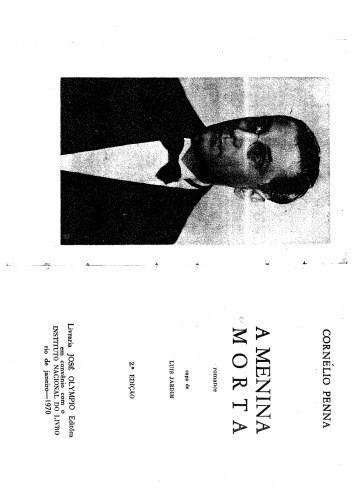 CORNÉLIO PENNA
A MENINA
MORTA
romance
capa de
LUIS JARDIM
2ª EDIÇÃO
Livraria JOSÉ OLYMPIO Editôra
em convênio com o
INSTITUTO NACIONAL DO LIVRO
rio de janeiro—1970